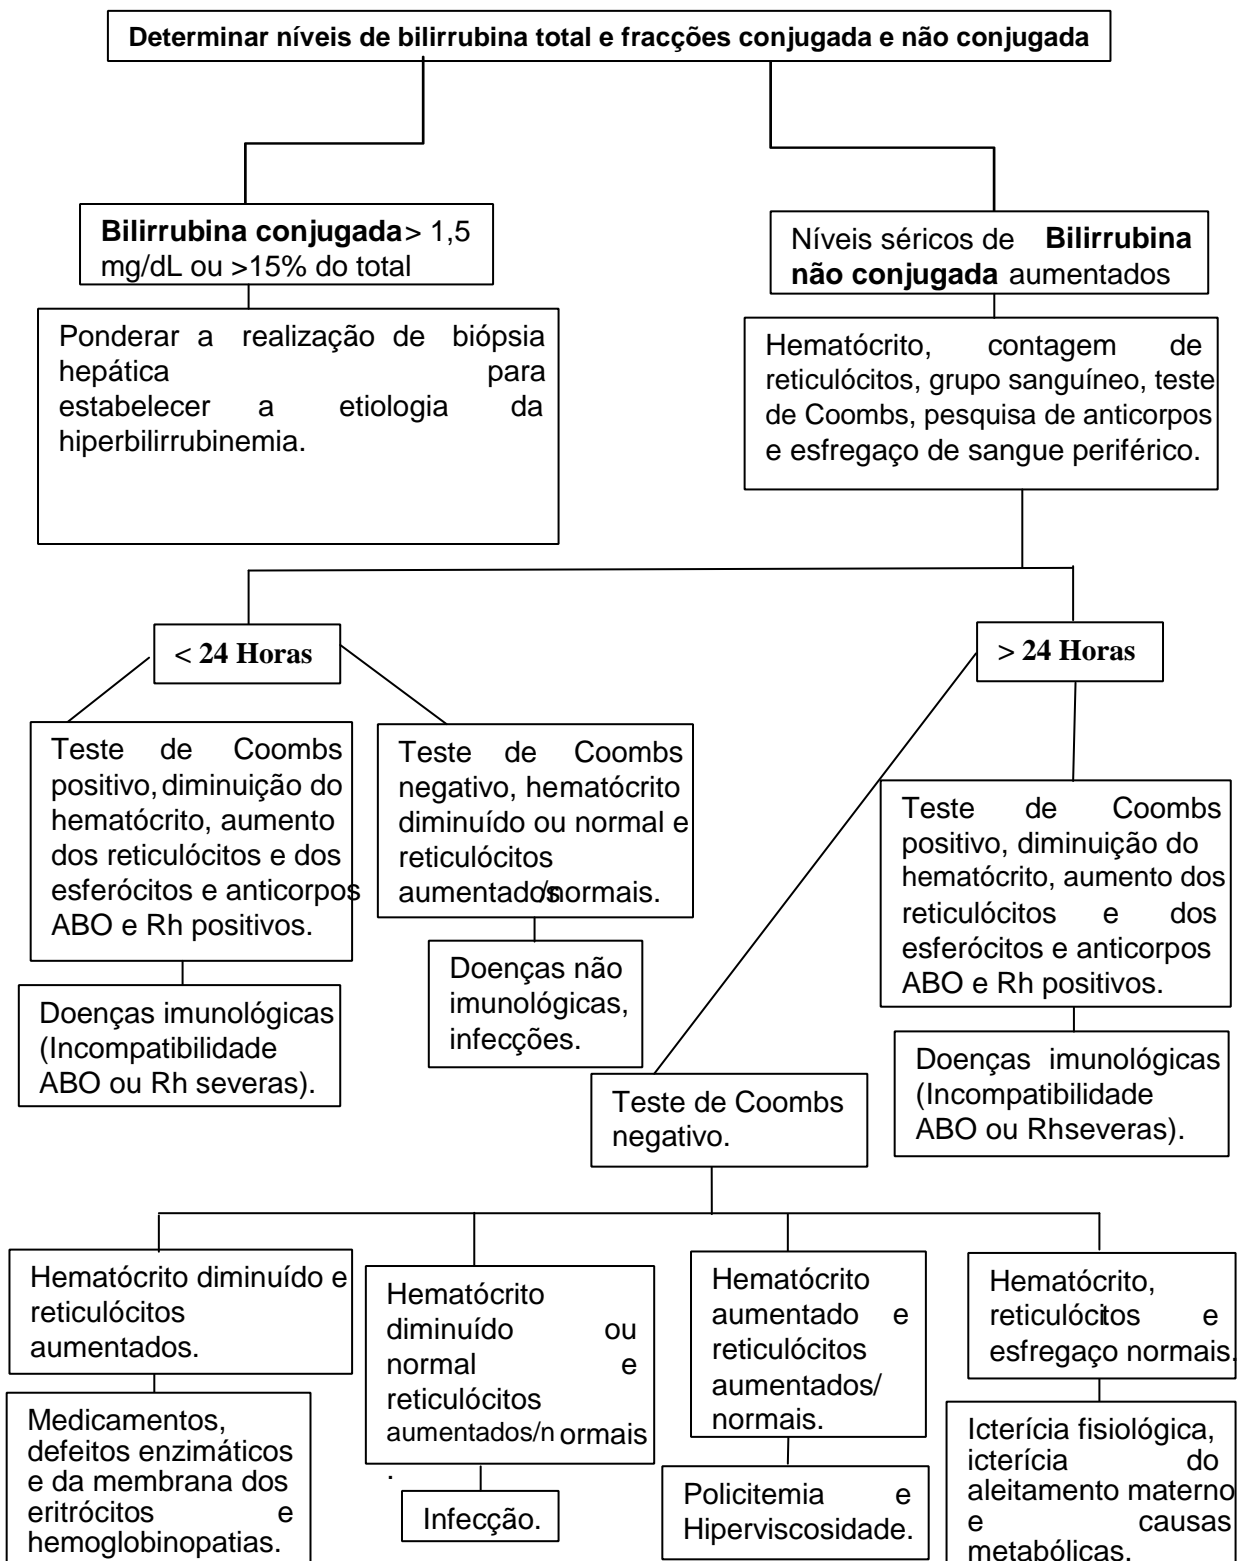 Determinar níveis de bilirrubina total e fracções conjugada e não conjugada
Bilirrubina conjugada> 1,5
mg/dL ou >15% do total
Níveis séricos de Bilirrubina
não conjugada aumentados
Ponderar a realização de biópsia
hepática para
estabelecer a etiologia da
hiperbilirrubinemia.
Hematócrito, contagem de
reticulócitos, grupo sanguíneo, teste
de Coombs, pesquisa de anticorpos
e esfregaço de sangue periférico.
< 24 Horas
> 24 Horas
Teste de Coombs
positivo, diminuição do
hematócrito, aumento
dos reticulócitos e dos
esferócitos e anticorpos
ABO e Rh positivos.
Teste de Coombs
negativo, hematócrito
diminuído ou normal e
reticulócitos
aumentados/normais.
Teste de Coombs
positivo, diminuição do
hematócrito, aumento dos
reticulócitos e dos
esferócitos e anticorpos
ABO e Rh positivos.
Doenças imunológicas
(Incompatibilidade
ABO ou Rh severas).
Doenças não
imunológicas,
infecções.
Doenças imunológicas
(Incompatibilidade
ABO ou Rhseveras).
Teste de Coombs
negativo.
Hematócrito diminuído e
reticulócitos
aumentados.
Hematócrito
diminuído ou
normal e
reticulócitos
aumentados/n ormais
.
Hematócrito
aumentado e
reticulócitos
aumentados/
normais.
Hematócrito,
reticulócitos e
esfregaço normais.
Medicamentos,
defeitos enzimáticos
e da membrana dos
eritrócitos e
hemoglobinopatias.
Infecção.
Policitemia e
Hiperviscosidade.
Icterícia fisiológica,
icterícia do
aleitamento materno
e causas
metabólicas.